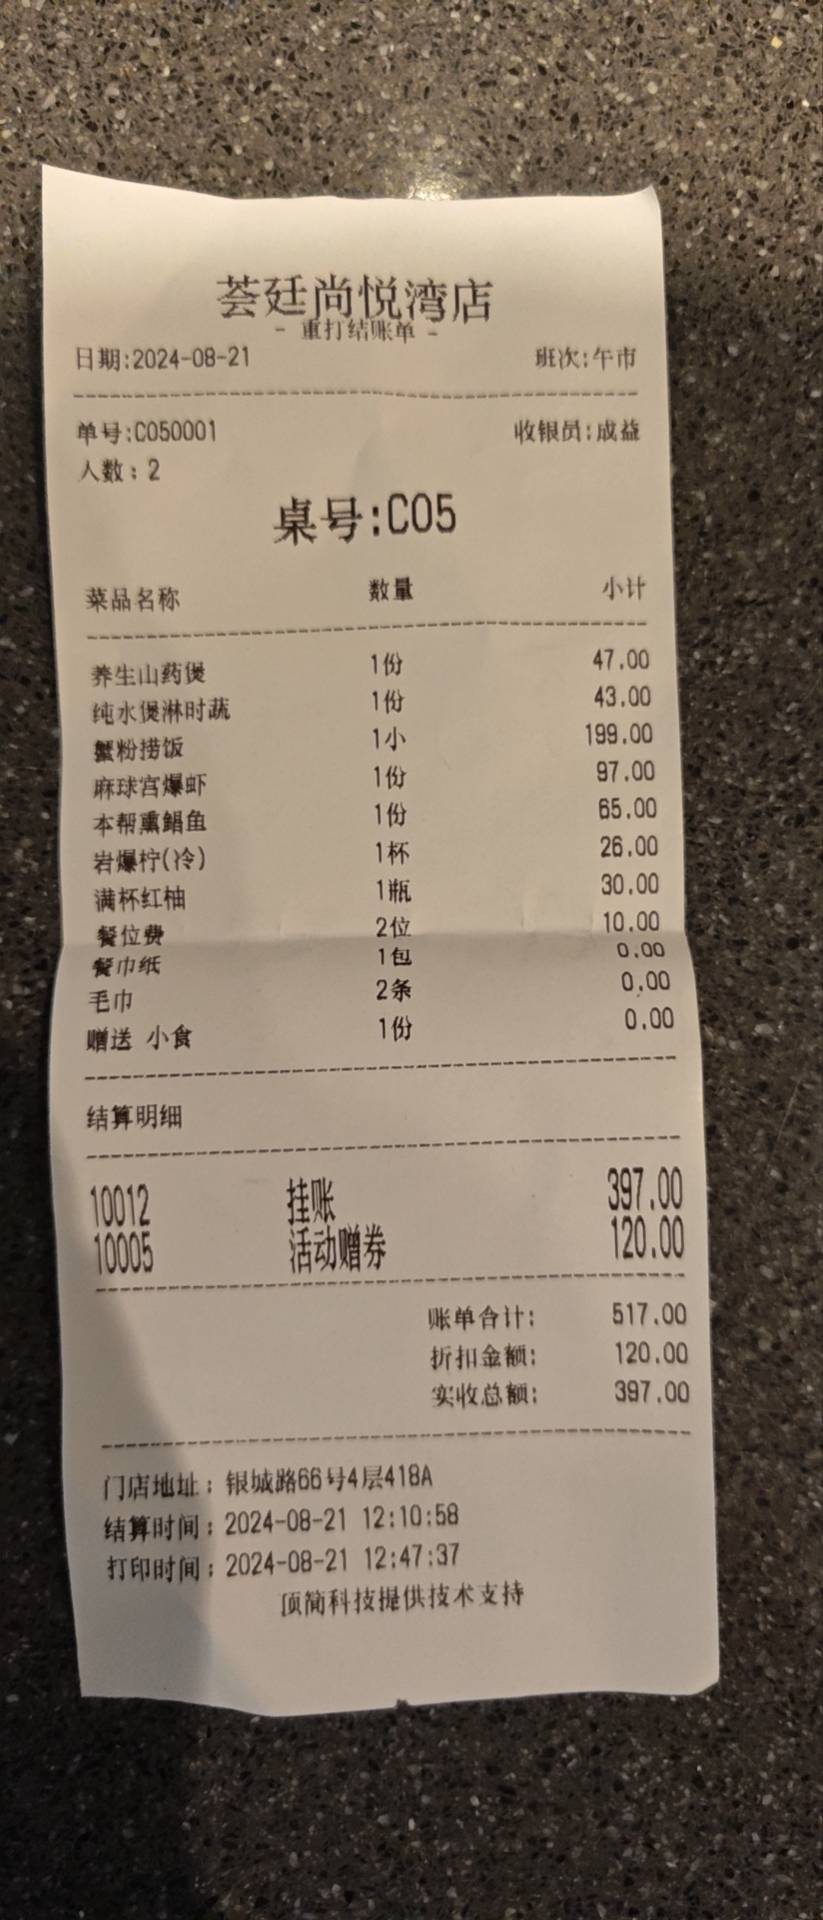 荟廷尚悦湾店
- 重打结账单 -
日期:2024-08-21 班次:午市
单号:C050001 收银员:成益
人数:2
桌号:C05
菜品名称 数量 小计
养生山药煲 1份 47.00
纯水煲淋时蔬 1份 43.00
蟹粉捞饭 1小 199.00
麻球宫爆虾 1份 97.00
本帮熏鲳鱼 1份 65.00
岩爆柠(冷) 1杯 26.00
满杯红柚 1瓶 30.00
餐位费 2位 10.00
餐巾纸 1包 0.00
毛巾 2条 0.00
赠送 小食 1份 0.00
结算明细
10012 挂账 397.00
10005 活动赠券 120.00
账单合计: 517.00
折扣金额: 120.00
实收总额: 397.00
门店地址:银城路66号4层418A
结算时间:2024-08-21 12:10:58
打印时间:2024-08-21 12:47:37
顶简科技提供技术支持